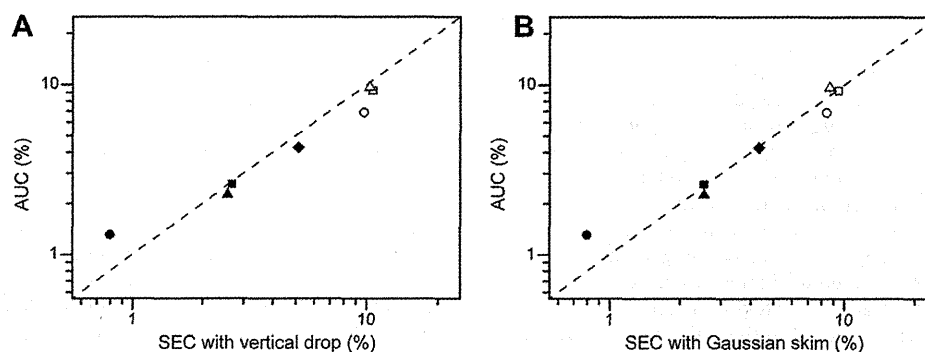 A
B
AUC (%)
10
1
1
10
SEC with vertical drop (%)
AUC (%)
10
1
1
10
SEC with Gaussian skim (%)